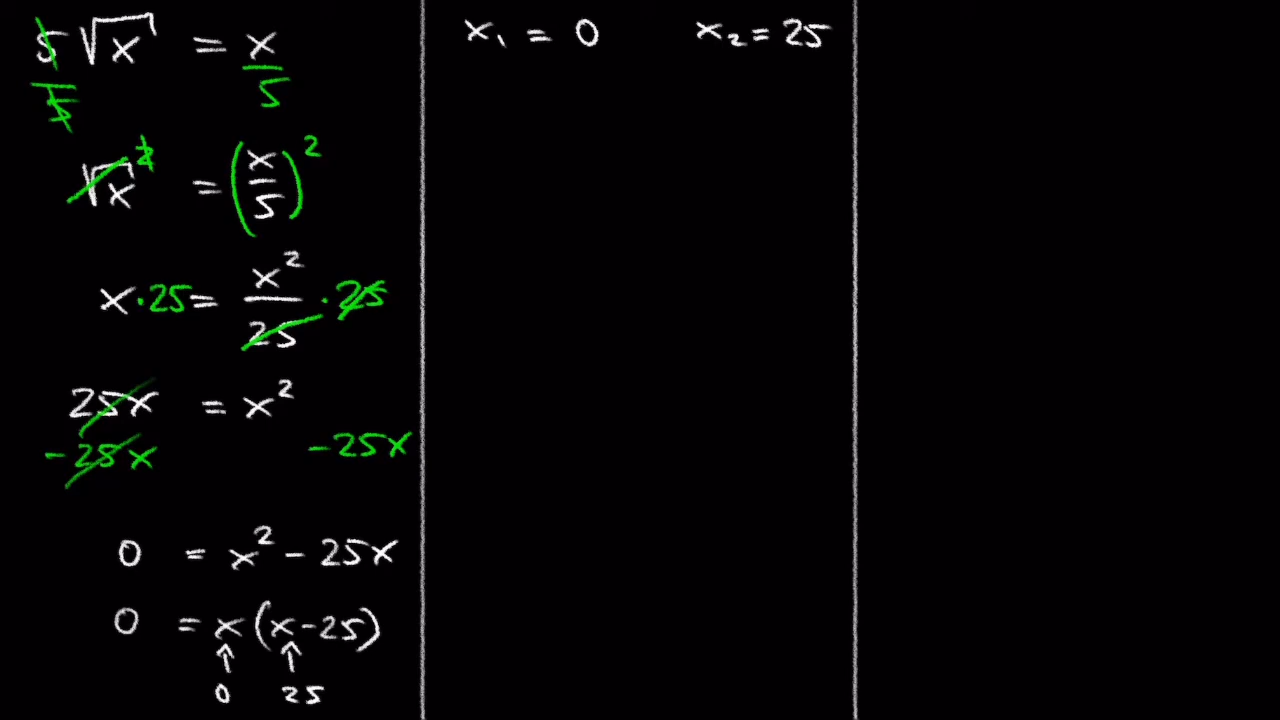 5√x = x
5 5
√x² = (x/5)²
x · 25 = x²/25 · 25
25x = x²
-25x -25x
0 = x² - 25x
0 = x(x-25)
↑ ↑
0 25
x₁ = 0 x₂ = 25